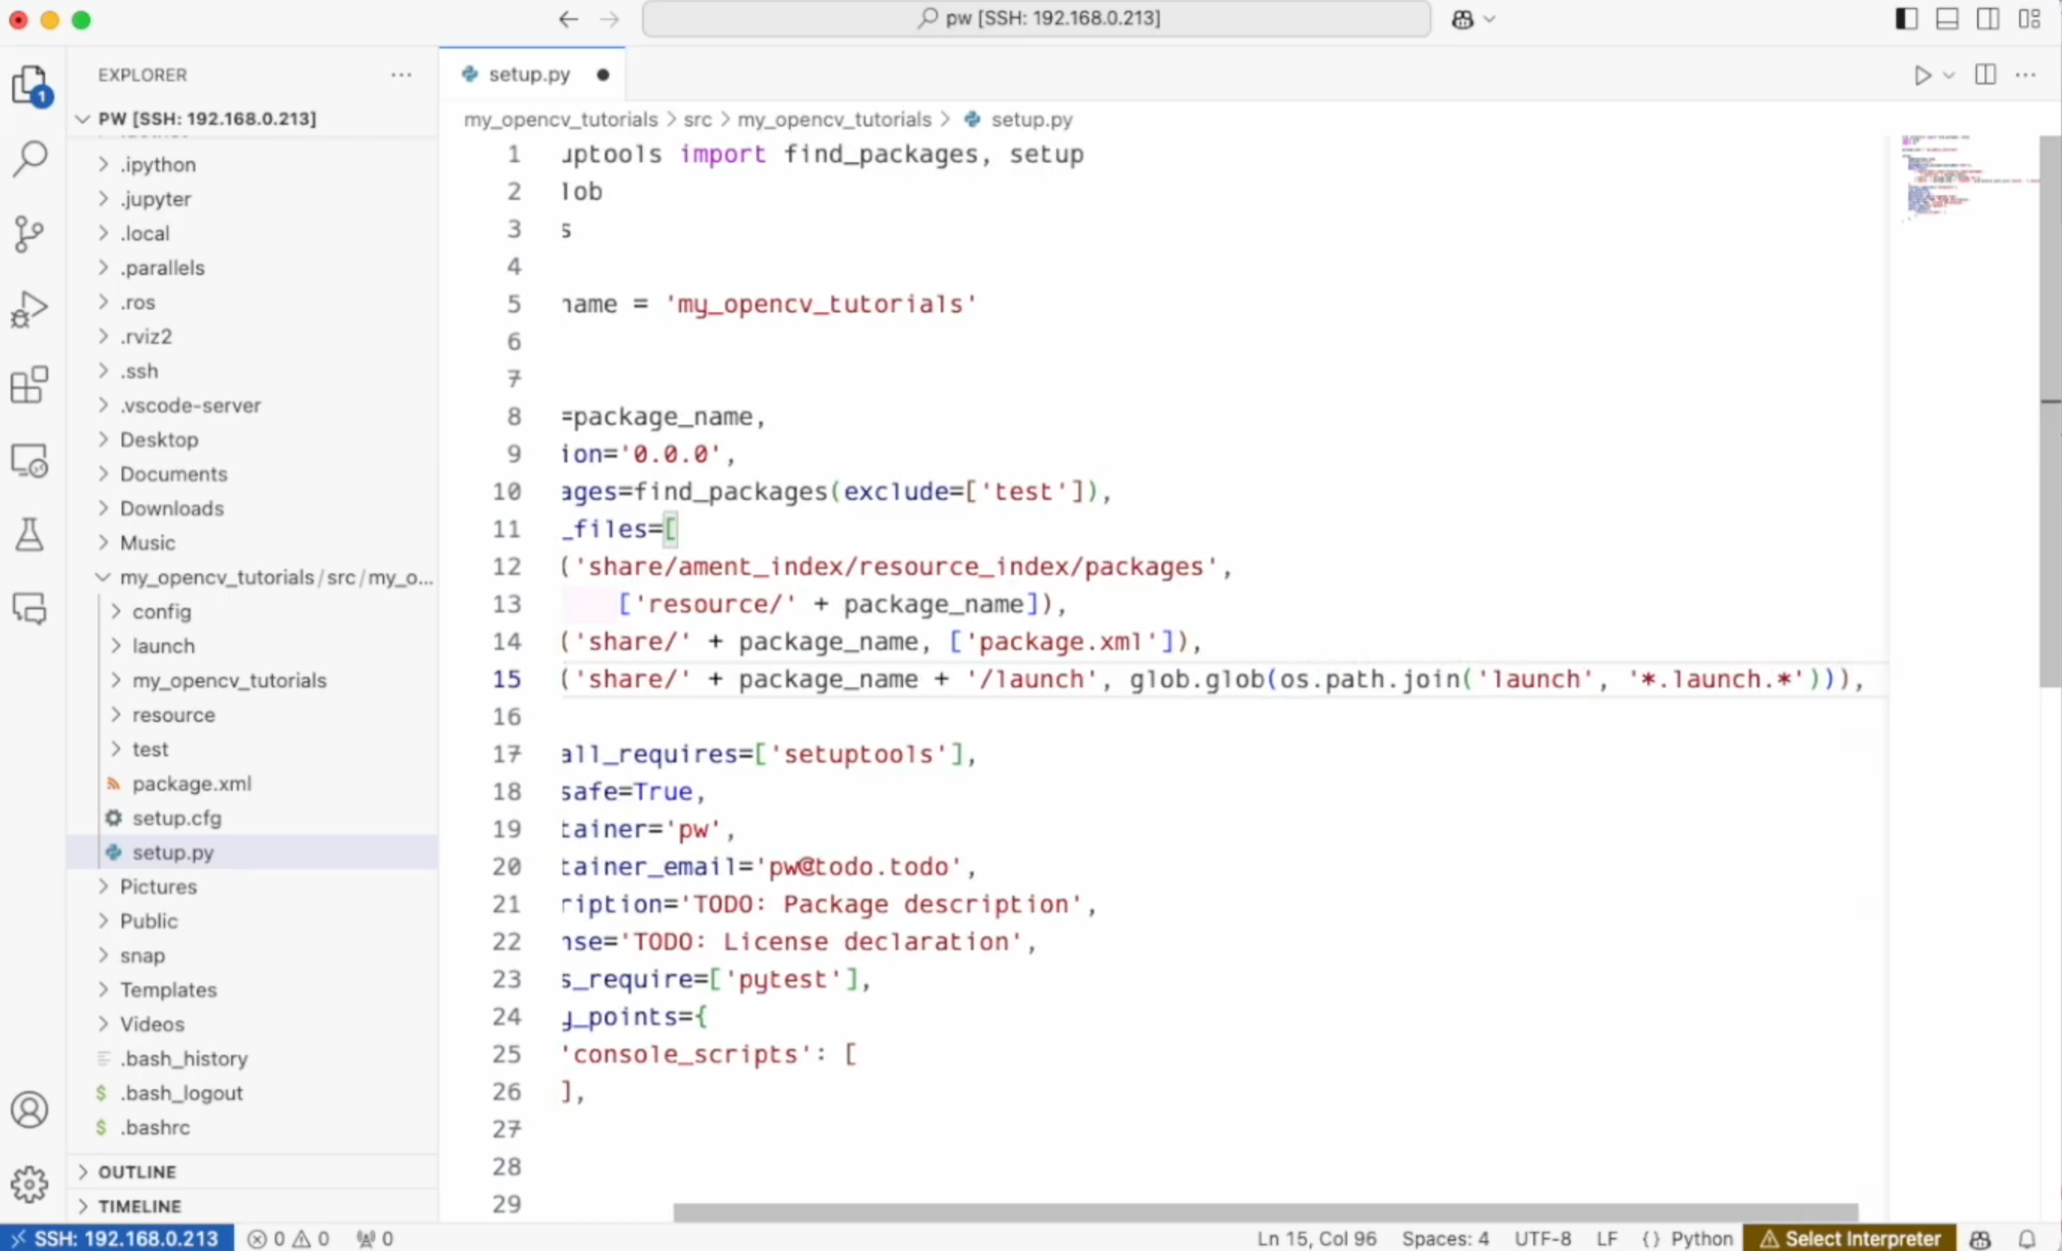 pw [SSH: 192.168.0.213]
EXPLORER
1
PW [SSH: 192.168.0.213]
.ipython
.jupyter
.local
.parallels
.ros
.rviz2
.ssh
.vscode-server
Desktop
Documents
Downloads
Music
my_opencv_tutorials/src/my_o...
config
launch
my_opencv_tutorials
resource
test
package.xml
setup.cfg
setup.py
Pictures
Public
snap
Templates
Videos
.bash_history
$ .bash_logout
$ .bashrc
OUTLINE
TIMELINE
setup.py
my_opencv_tutorials > src > my_opencv_tutorials > setup.py
1 uptools import find_packages, setup
2 lob
3 s
4
5 name = 'my_opencv_tutorials'
6
7
8 =package_name,
9 ion='0.0.0',
10 ages=find_packages(exclude=['test']),
11 _files=[
12 ('share/ament_index/resource_index/packages',
13 ['resource/' + package_name]),
14 ('share/' + package_name, ['package.xml']),
15 ('share/' + package_name + '/launch', glob.glob(os.path.join('launch', '*.launch.*'))),
16
17 all_requires=['setuptools'],
18 safe=True,
19 tainer='pw',
20 tainer_email='pw@todo.todo',
21 ription='TODO: Package description',
22 nse='TODO: License declaration',
23 s_require=['pytest'],
24 y_points={
25 'console_scripts': [
26 ],
27
28
29
SSH: 192.168.0.213 0 0 0 Ln 15, Col 96 Spaces: 4 UTF-8 LF {} Python Select Interpreter